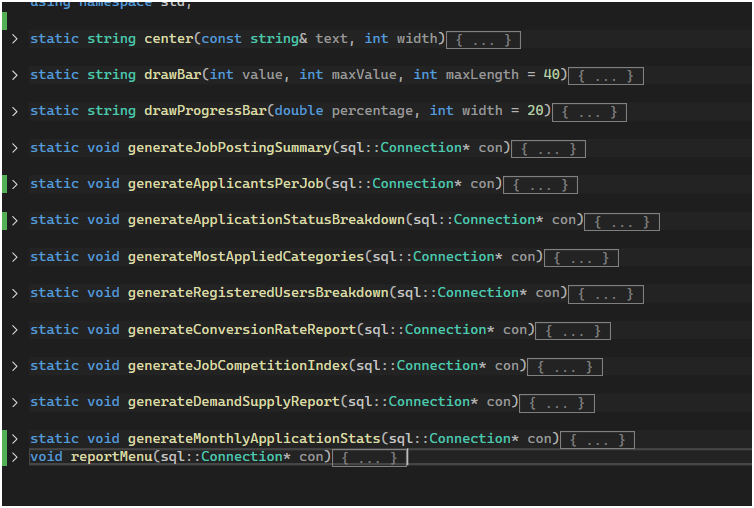 using namespace std;
static string center(const string& text, int width){ ... }
static string drawBar(int value, int maxValue, int maxLength = 40){ ... }
static string drawProgressBar(double percentage, int width = 20){ ... }
static void generateJobPostingSummary(sql::Connection* con){ ... }
static void generateApplicantsPerJob(sql::Connection* con){ ... }
static void generateApplicationStatusBreakdown(sql::Connection* con){ ... }
static void generateMostAppliedCategories(sql::Connection* con){ ... }
static void generateRegisteredUsersBreakdown(sql::Connection* con){ ... }
static void generateConversionRateReport(sql::Connection* con){ ... }
static void generateJobCompetitionIndex(sql::Connection* con){ ... }
static void generateDemandSupplyReport(sql::Connection* con){ ... }
static void generateMonthlyApplicationStats(sql::Connection* con){ ... }
void reportMenu(sql::Connection* con){ ... }